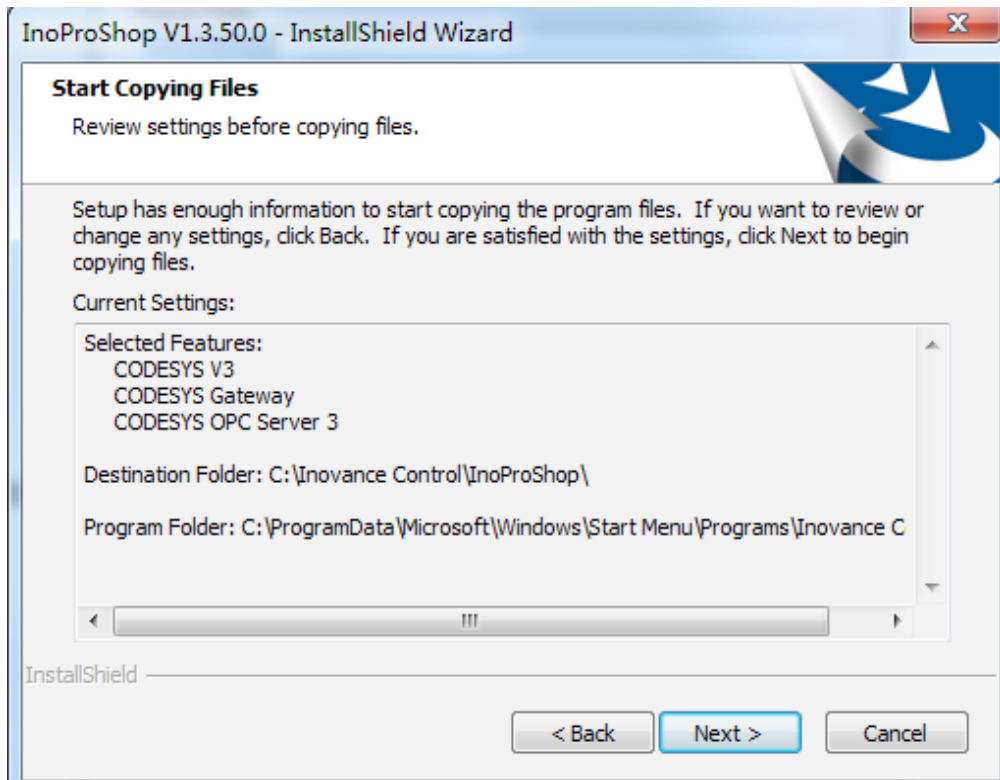 InoProShop V1.3.50.0 - InstallShield Wizard
Start Copying Files
Review settings before copying files.
Setup has enough information to start copying the program files.  If you want to review or
change any settings, click Back.  If you are satisfied with the settings, click Next to begin
copying files.
Current Settings:
Selected Features:
CODESYS V3
CODESYS Gateway
CODESYS OPC Server 3
Destination Folder: C:\Inovance Control\InoProShop\
Program Folder: C:\ProgramData\Microsoft\Windows\Start Menu\Programs\Inovance C
InstallShield
< Back
Next >
Cancel